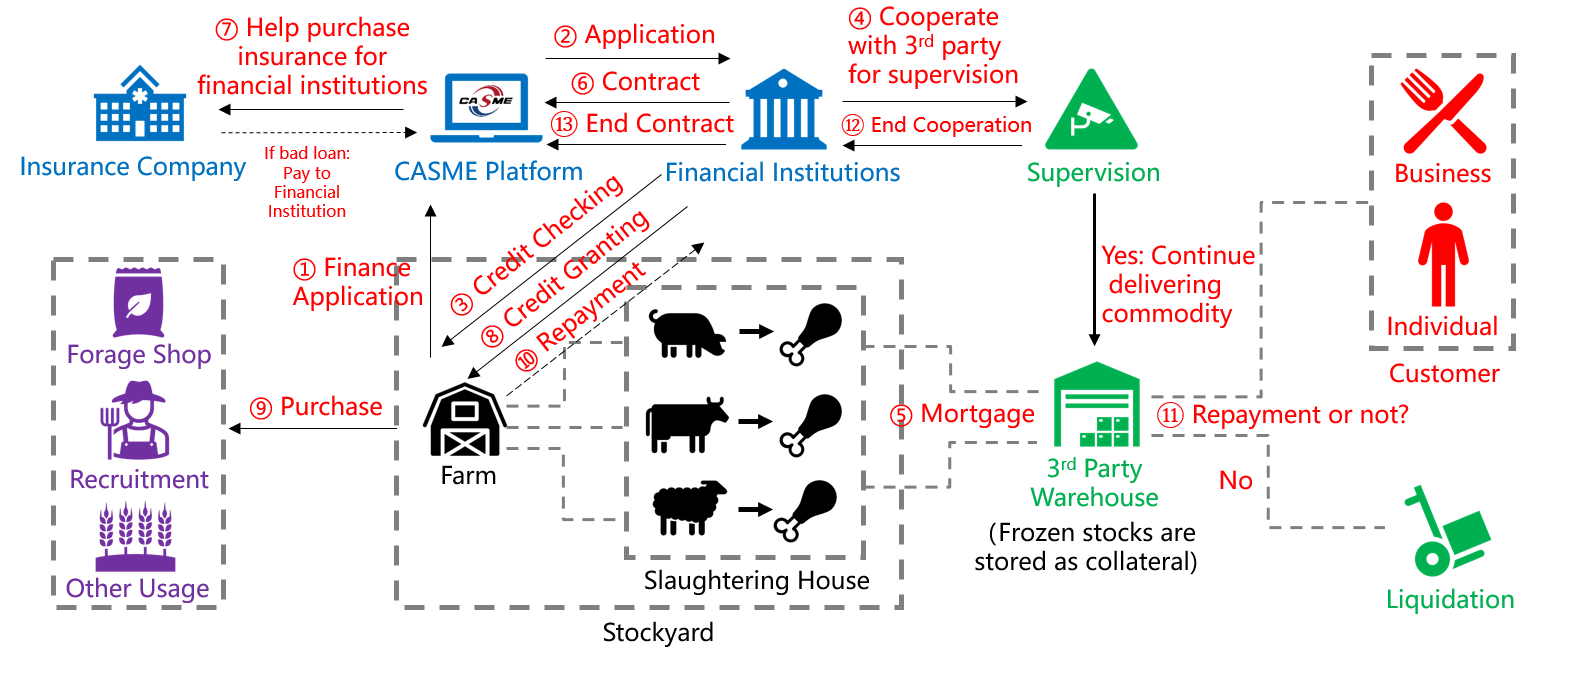 ⑦ Help purchase
insurance for
financial institutions
② Application
⑥ Contract
⑬ End Contract
④ Cooperate
with 3rd party
for supervision
⑫ End Cooperation
CASME
Insurance Company
CASME Platform
Financial Institutions
Supervision
Business
Individual
Customer
If bad loan:
Pay to
Financial
Institution
① Finance
Application
③ Credit Checking
⑧ Credit Granting
⑩ Repayment
Yes: Continue
delivering
commodity
Forage Shop
Recruitment
Other Usage
⑨ Purchase
Farm
Slaughtering House
Stockyard
⑤ Mortgage
⑪ Repayment or not?
3rd Party
Warehouse
(Frozen stocks are
stored as collateral)
No
Liquidation